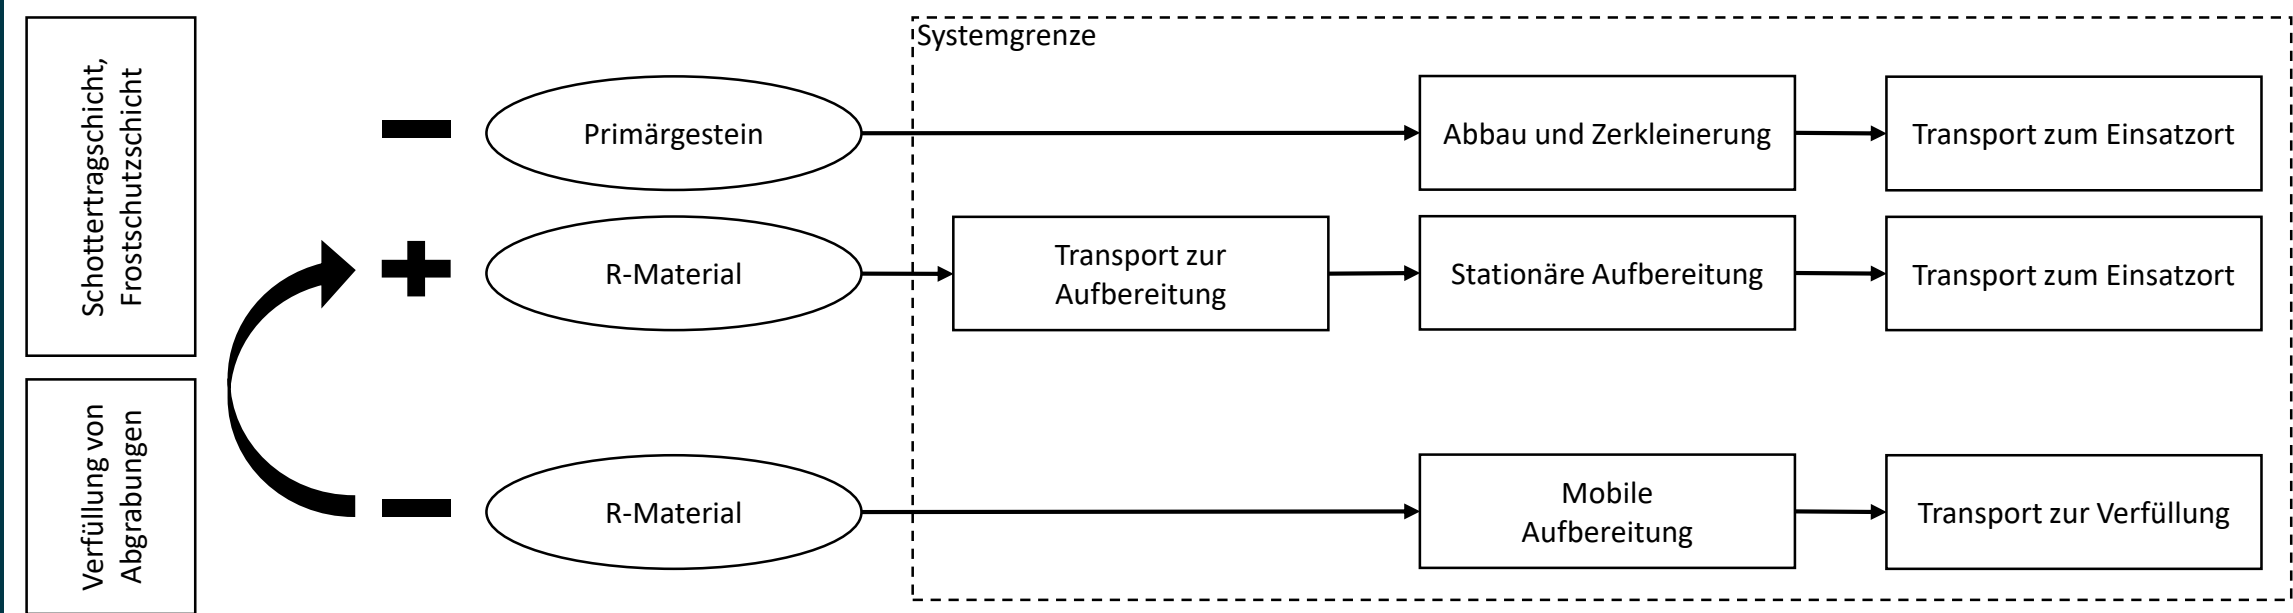 Systemgrenze
Schottertragschicht,
Frostschutzschicht
Primärgestein
Abbau und Zerkleinerung
Transport zum Einsatzort
R-Material
Transport zur
Aufbereitung
Stationäre Aufbereitung
Transport zum Einsatzort
Verfüllung von
Abgrabungen
R-Material
Mobile
Aufbereitung
Transport zur Verfüllung